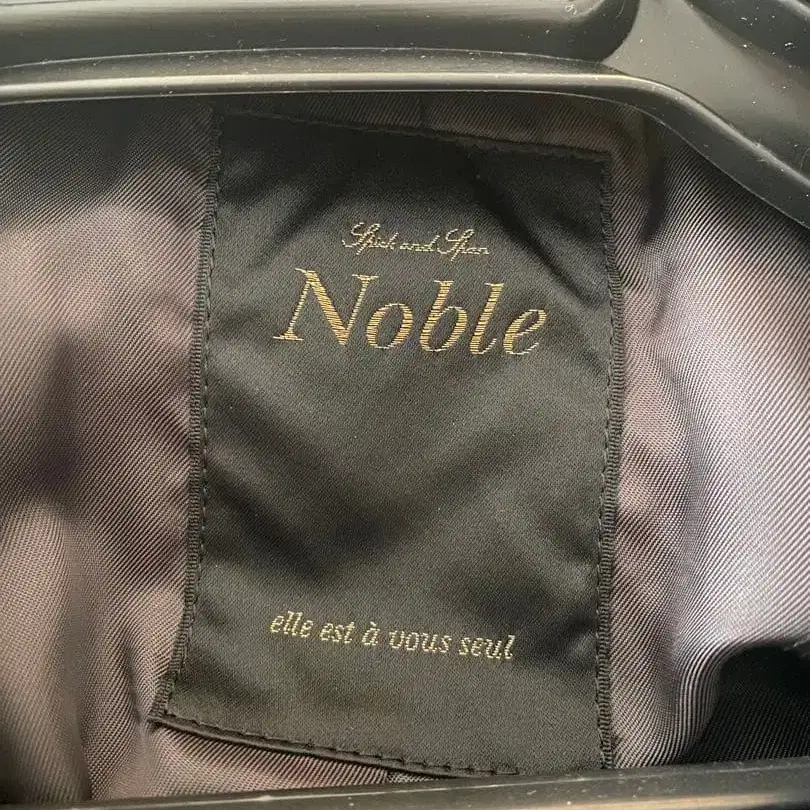 Spick and Span
Noble
elle est à vous seul